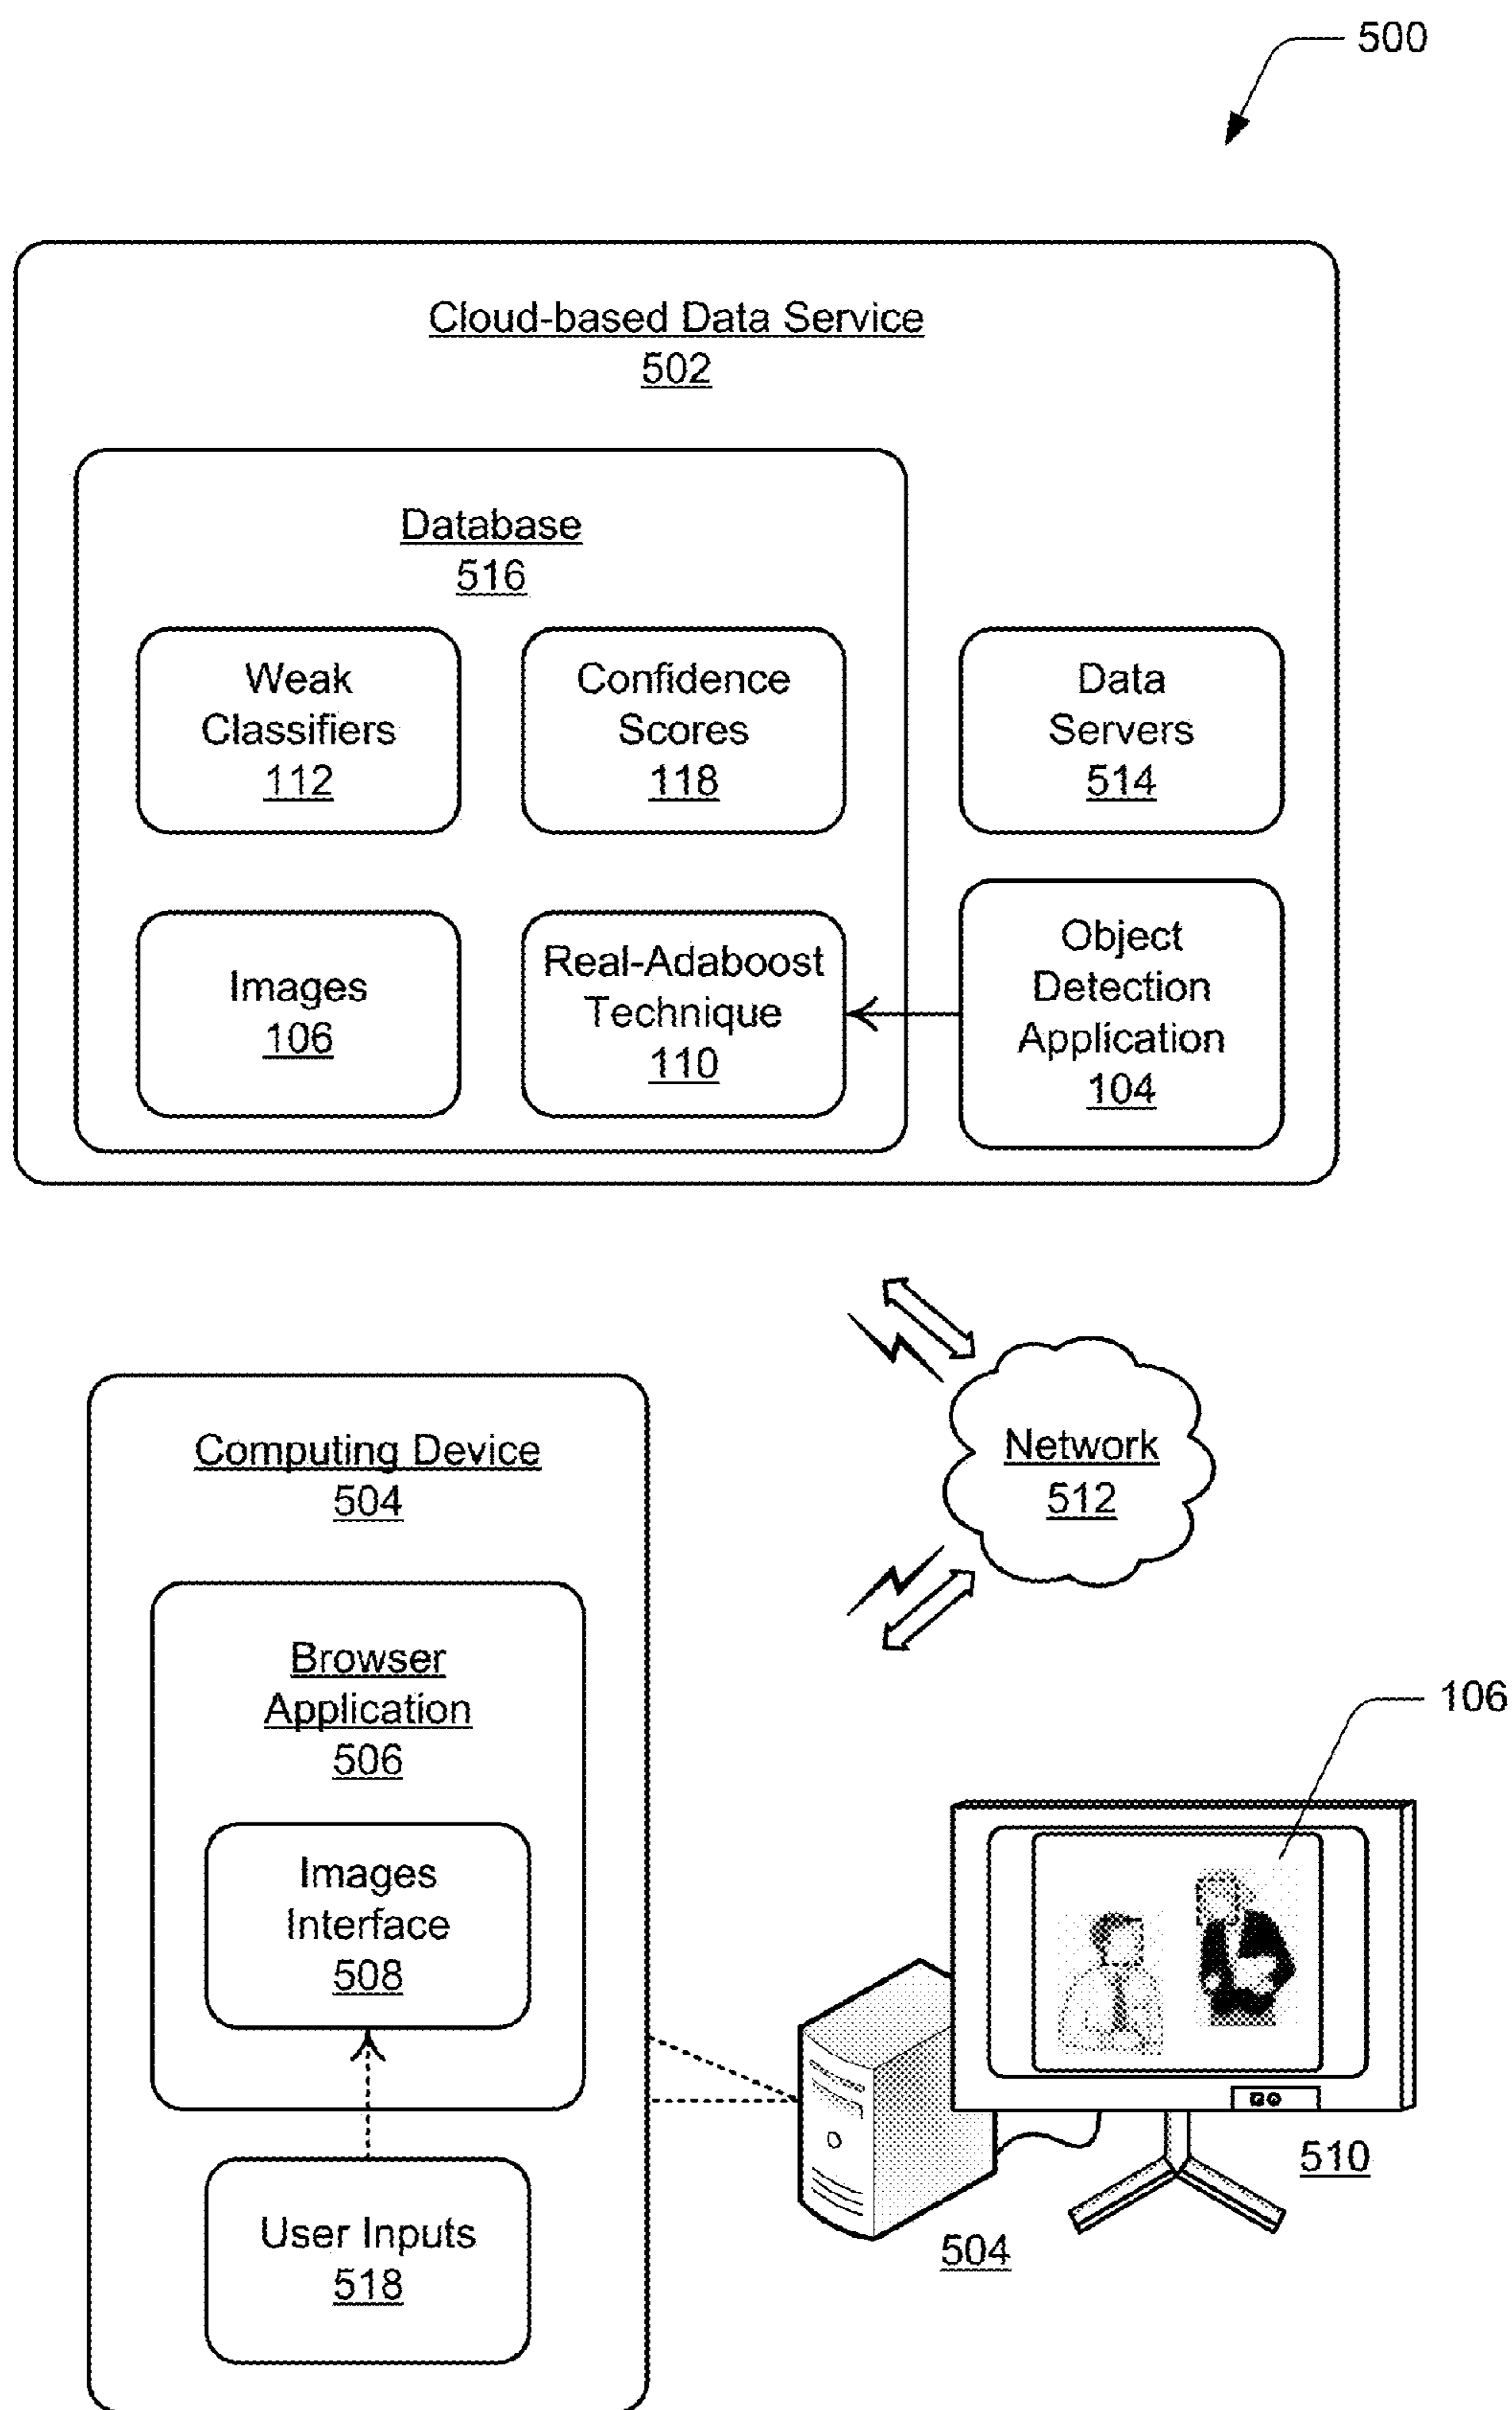 500
Cloud-based Data Service
502
Database
516
Weak
Classifiers
112
Confidence
Scores
118
Data
Servers
514
Images
106
Real-Adaboost
Technique
110
Object
Detection
Application
104
Computing Device
504
Network
512
Browser
Application
506
Images
Interface
508
User Inputs
518
106
510
504